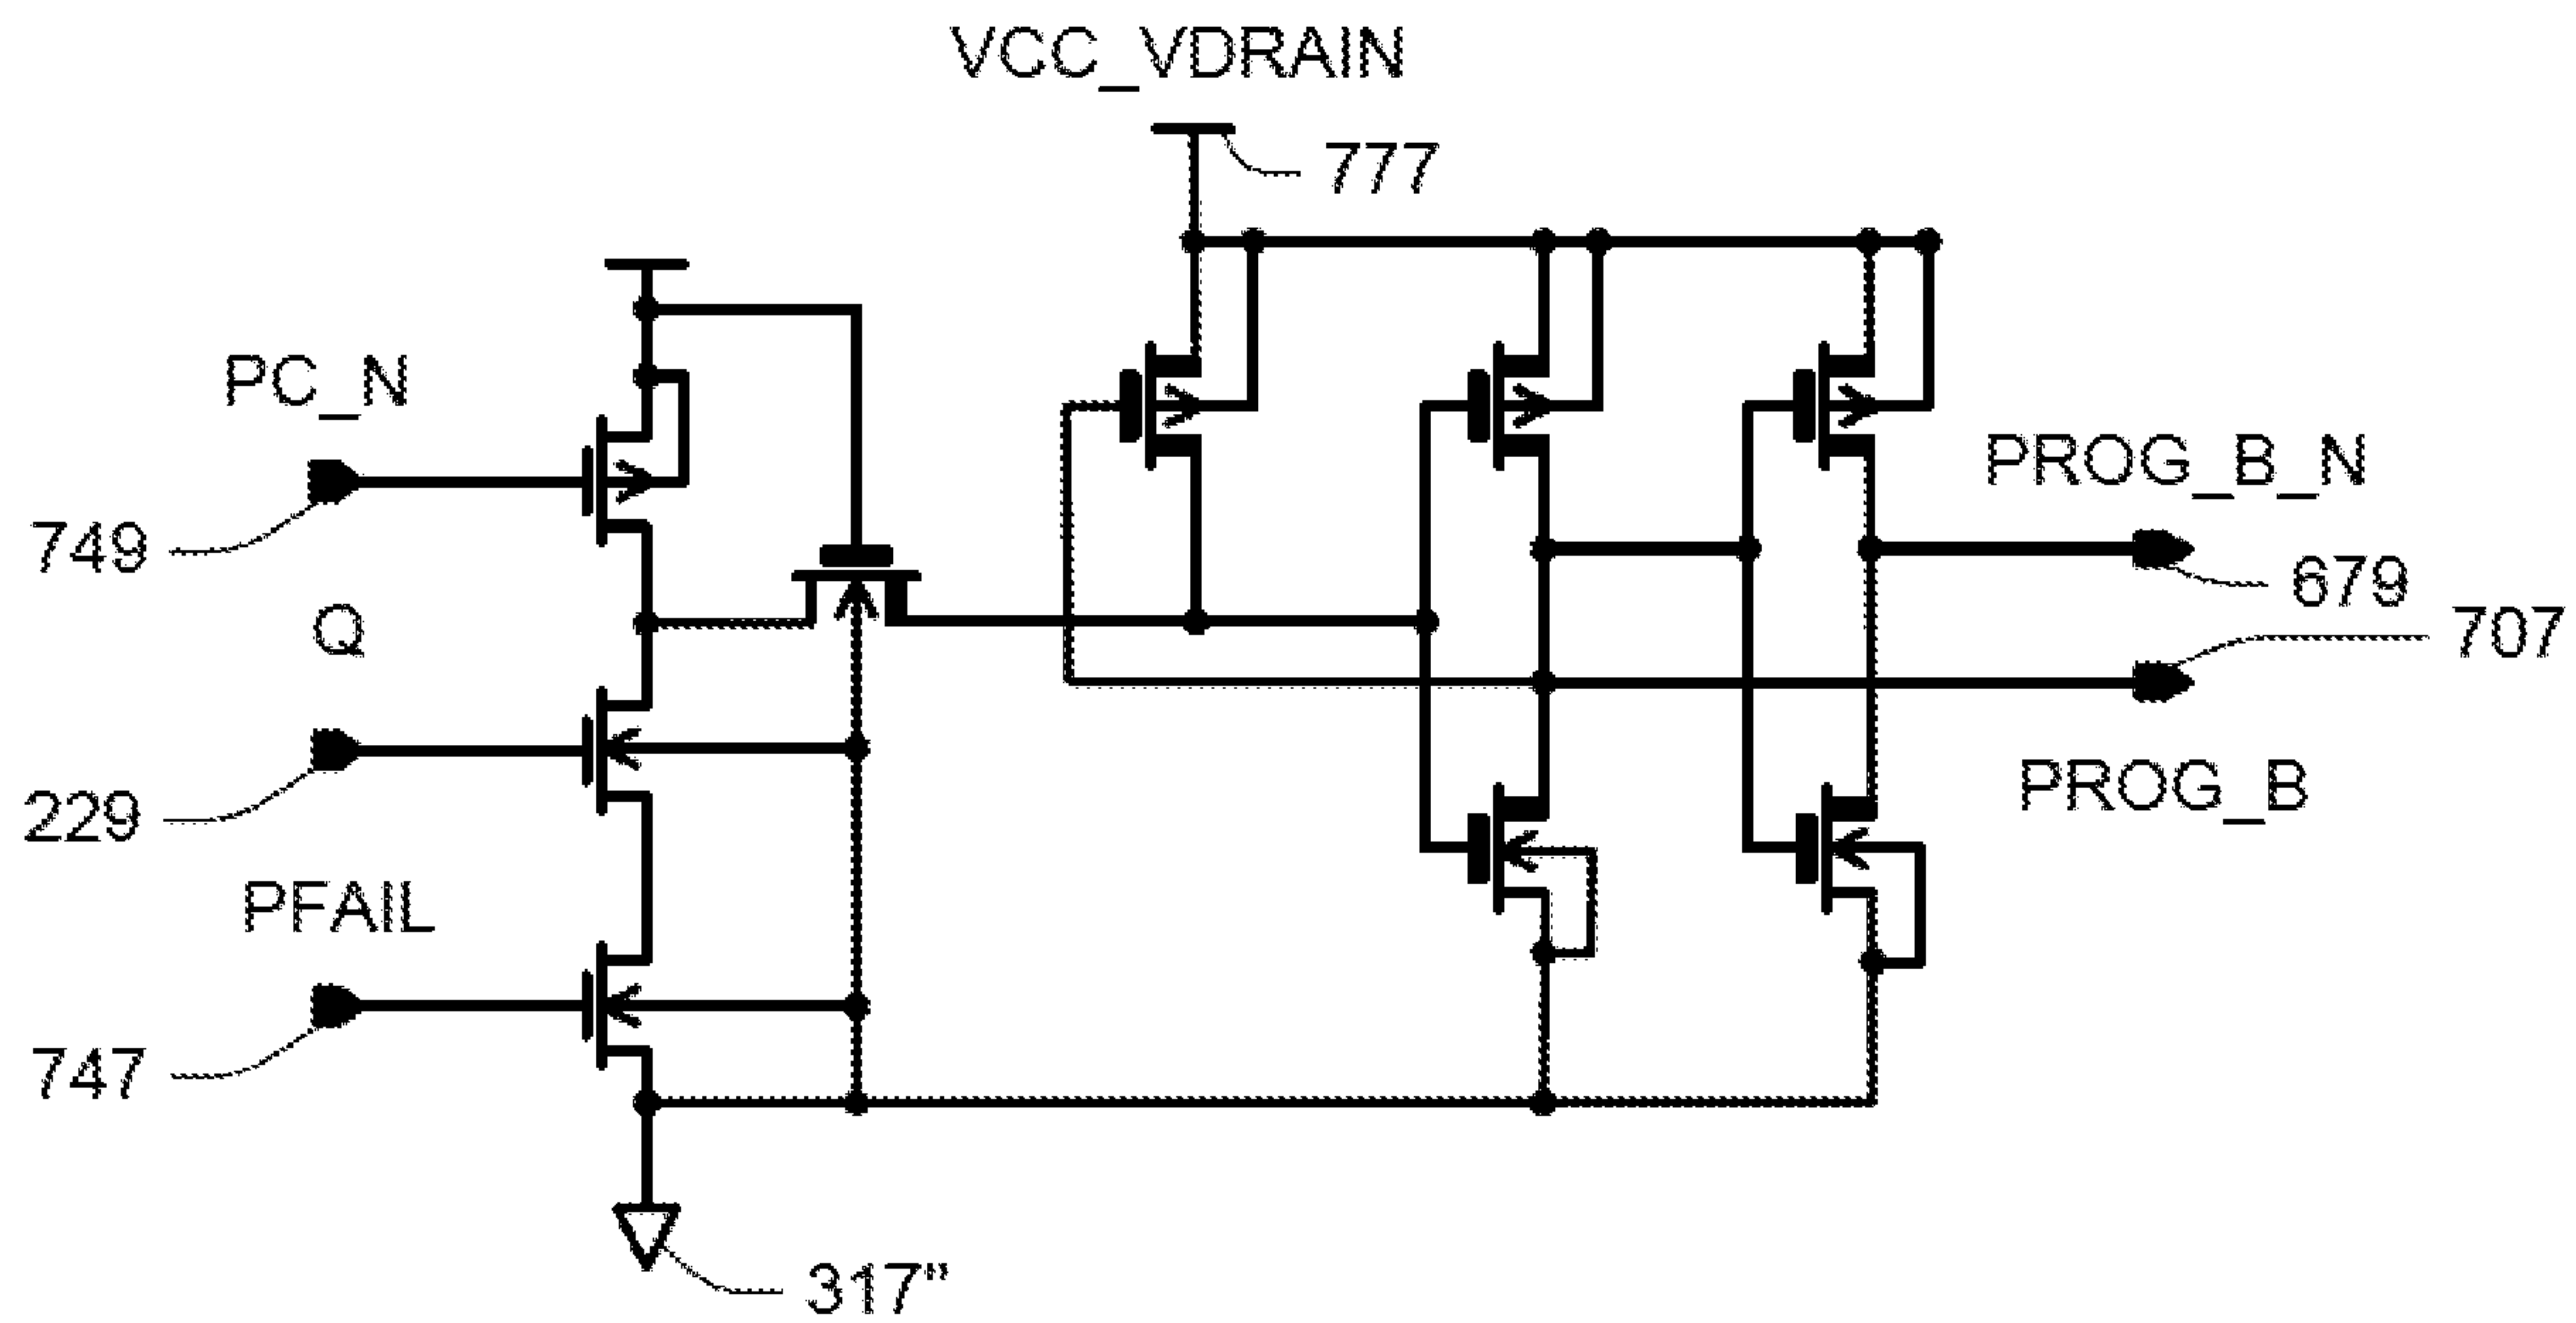 VCC_VDRAIN
777
PC_N
749
PROG_B_N
679
Q
707
229
PROG_B
PFAIL
747
317"